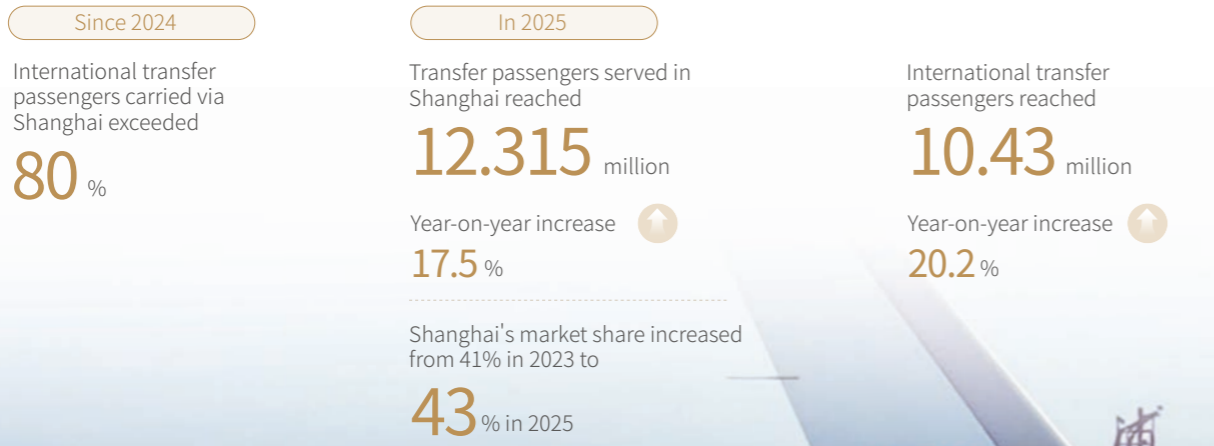 Since 2024
International transfer
passengers carried via
Shanghai exceeded
80 %
In 2025
Transfer passengers served in
Shanghai reached
12.315 million
Year-on-year increase
17.5 %
Shanghai's market share increased
from 41% in 2023 to
43 % in 2025
International transfer
passengers reached
10.43 million
Year-on-year increase
20.2 %
浦